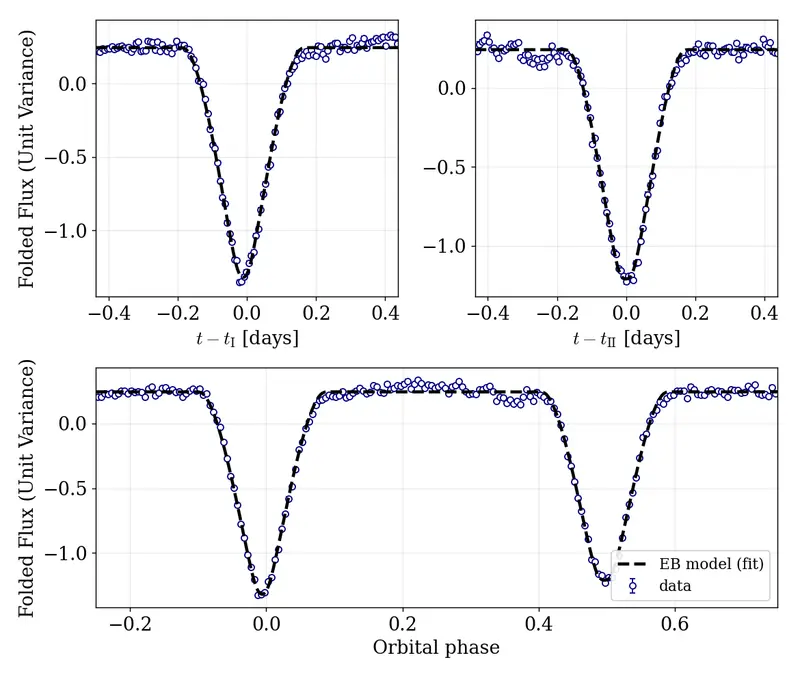 Folded Flux (Unit Variance)
0.0
−0.5
−1.0
−0.4 −0.2 0.0 0.2 0.4
t − t_I [days]
0.0
−0.5
−1.0
−0.4 −0.2 0.0 0.2 0.4
t − t_II [days]
Folded Flux (Unit Variance)
0.0
−0.5
−1.0
EB model (fit)
data
−0.2 0.0 0.2 0.4 0.6
Orbital phase